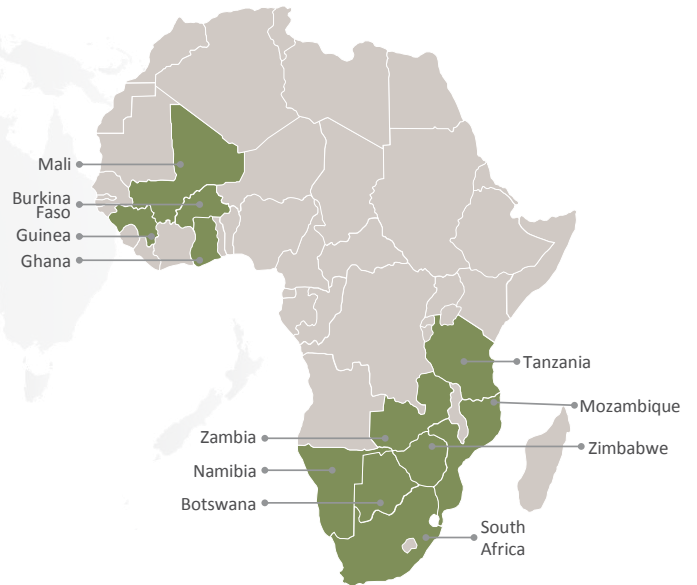 Mali
Burkina
Faso
Guinea
Ghana
Tanzania
Mozambique
Zambia
Zimbabwe
Namibia
Botswana
South
Africa